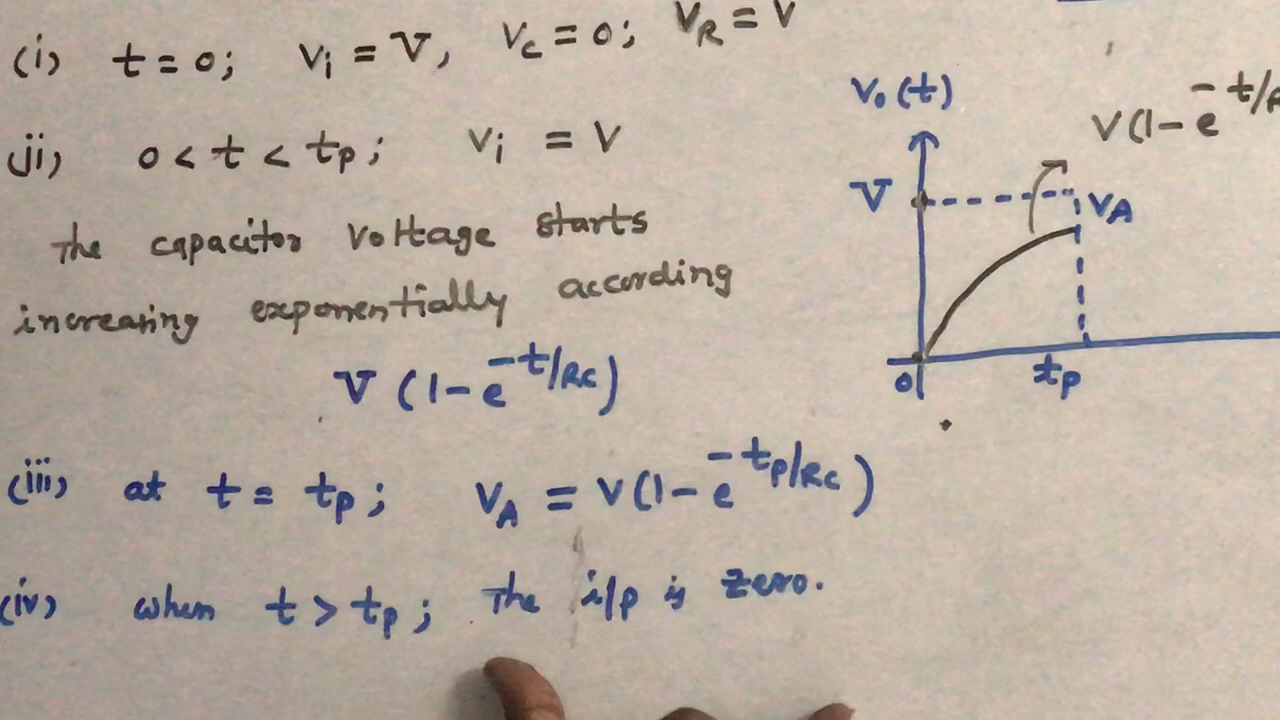 (i) t = 0; Vi = V, Vc = 0; VR = V
(ii) 0 < t < tp; Vi = V
The capacitor voltage starts
increasing exponentially according
V (1 - e^-t/RC)
(iii) at t = tp; VA = V(1 - e^-tp/RC)
(iv) when t > tp; The i/p is zero.
Vo(t)
V(1 - e^-t/R
V
VA
0
tp